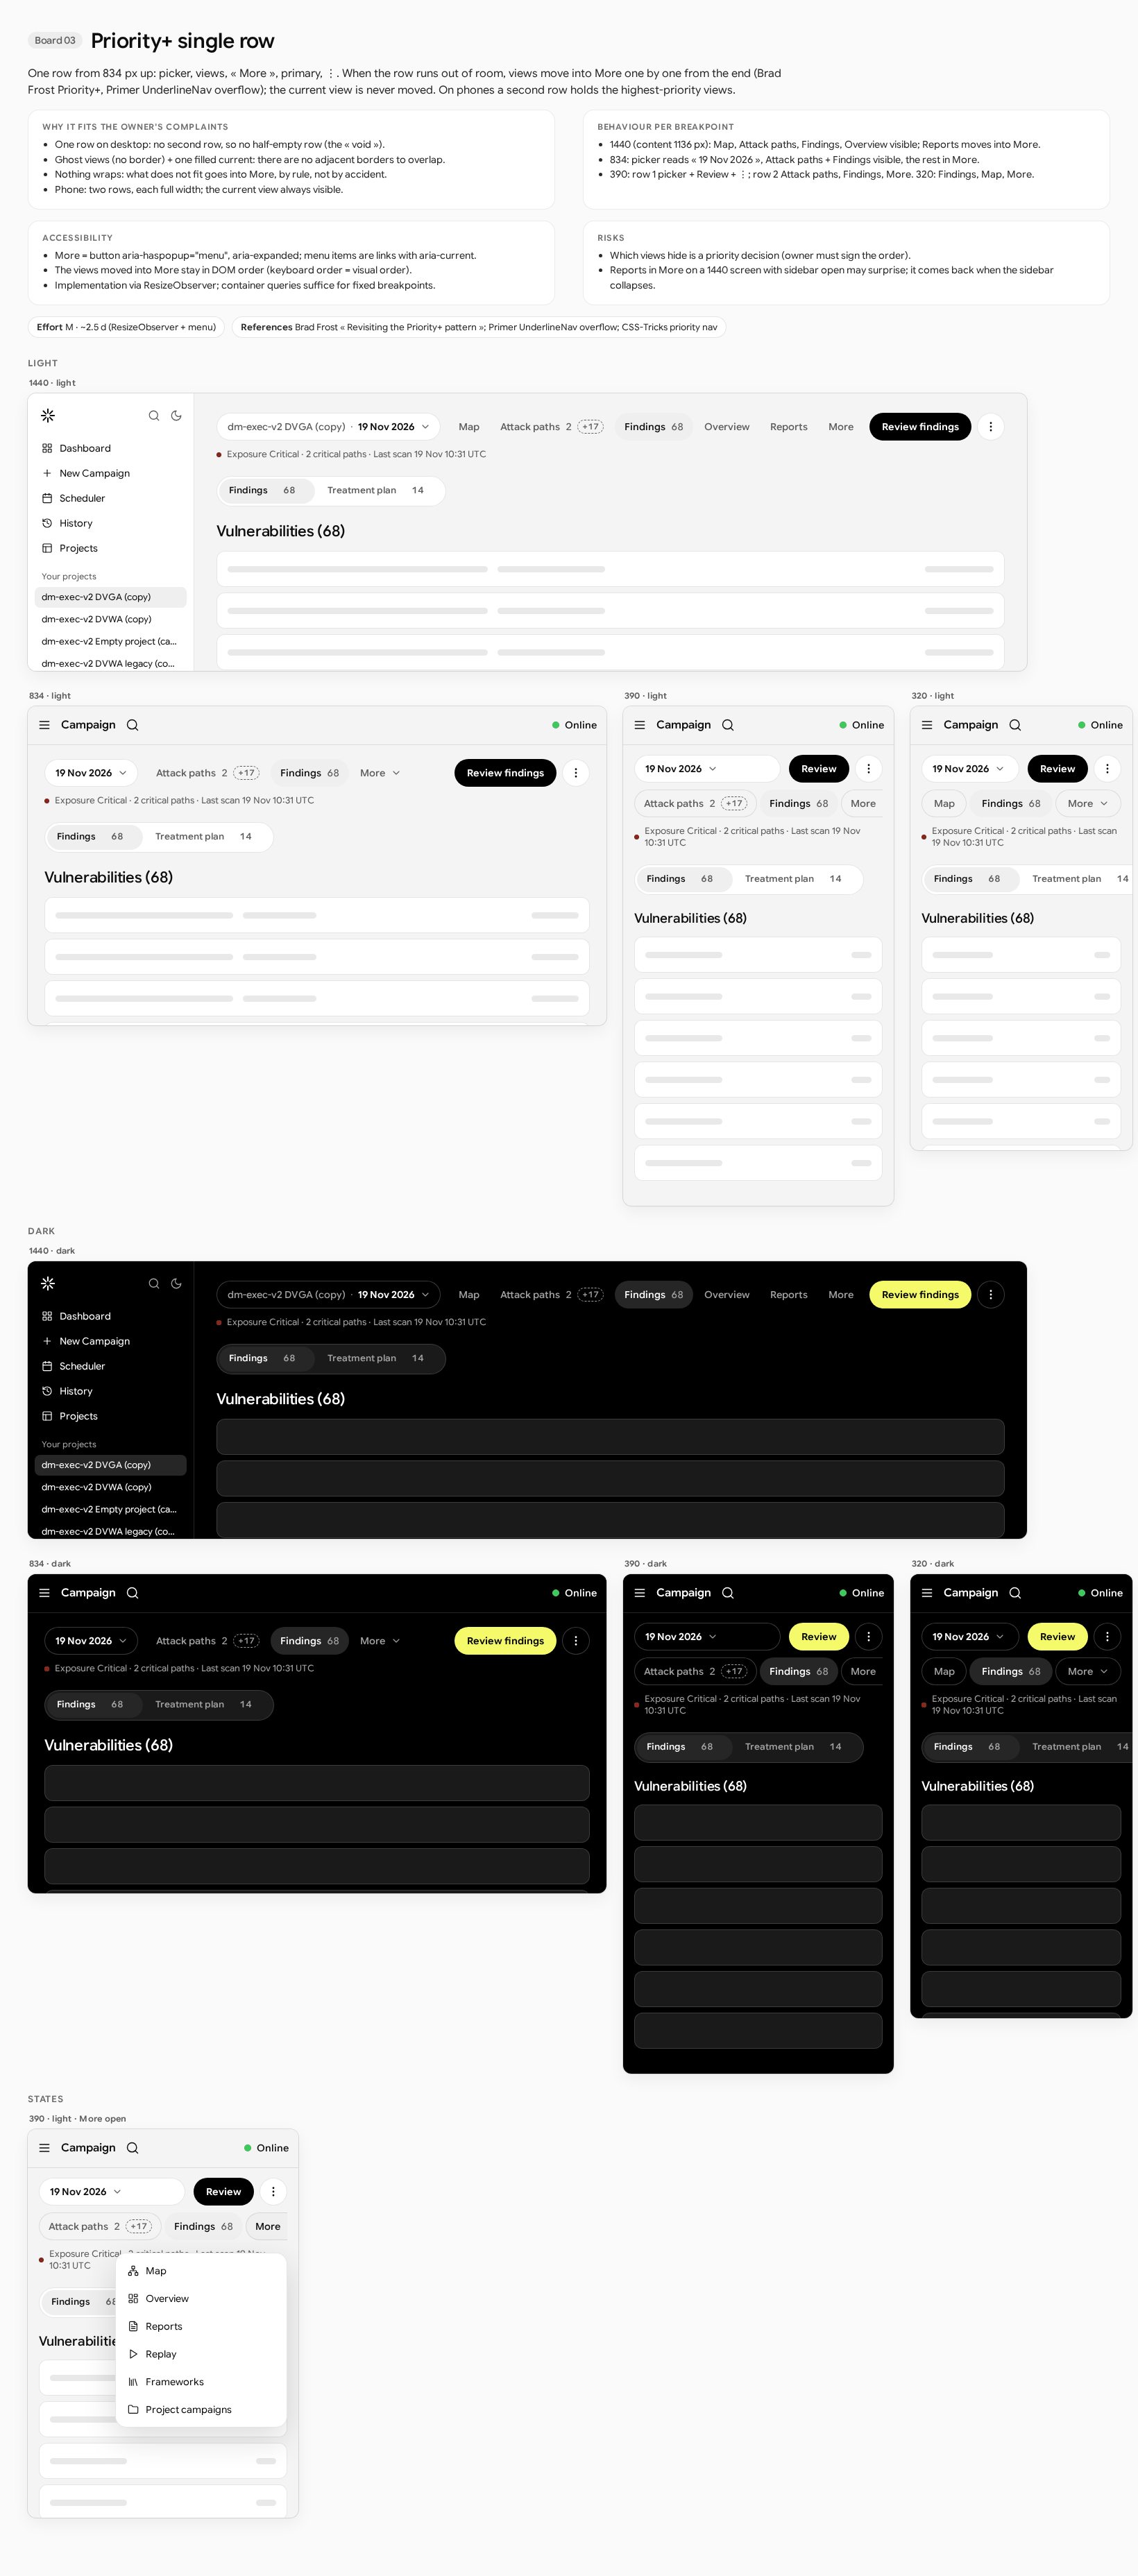 Board 03 Priority+ single row
One row from 834 px up: picker, views, « More », primary, ⋮. When the row runs out of room, views move into More one by one from the end (Brad
Frost Priority+, Primer UnderlineNav overflow); the current view is never moved. On phones a second row holds the highest-priority views.
WHY IT FITS THE OWNER'S COMPLAINTS
• One row on desktop: no second row, so no half-empty row (the « void »).
• Ghost views (no border) + one filled current: there are no adjacent borders to overlap.
• Nothing wraps: what does not fit goes into More, by rule, not by accident.
• Phone: two rows, each full width; the current view always visible.
BEHAVIOUR PER BREAKPOINT
• 1440 (content 1136 px): Map, Attack paths, Findings, Overview visible; Reports moves into More.
• 834: picker reads « 19 Nov 2026 », Attack paths + Findings visible, the rest in More.
• 390: row 1 picker + Review + ⋮; row 2 Attack paths, Findings, More. 320: Findings, Map, More.
ACCESSIBILITY
• More = button aria-haspopup="menu", aria-expanded; menu items are links with aria-current.
• The views moved into More stay in DOM order (keyboard order = visual order).
• Implementation via ResizeObserver; container queries suffice for fixed breakpoints.
RISKS
• Which views hide is a priority decision (owner must sign the order).
• Reports in More on a 1440 screen with sidebar open may surprise; it comes back when the sidebar
collapses.
Effort M · ~2.5 d (ResizeObserver + menu)
References Brad Frost « Revisiting the Priority+ pattern »; Primer UnderlineNav overflow; CSS-Tricks priority nav
LIGHT
1440 · light
Dashboard
New Campaign
Scheduler
History
Projects
Your projects
dm-exec-v2 DVGA (copy)
dm-exec-v2 DVWA (copy)
dm-exec-v2 Empty project (ca...
dm-exec-v2 DVWA legacy (co...
dm-exec-v2 DVGA (copy) · 19 Nov 2026 Map Attack paths 2 +17 Findings 68 Overview Reports More Review findings
Exposure Critical · 2 critical paths · Last scan 19 Nov 10:31 UTC
Findings 68 Treatment plan 14
Vulnerabilities (68)
834 · light
Campaign Online
19 Nov 2026 Attack paths 2 +17 Findings 68 More Review findings
Exposure Critical · 2 critical paths · Last scan 19 Nov 10:31 UTC
Findings 68 Treatment plan 14
Vulnerabilities (68)
390 · light
Campaign Online
19 Nov 2026 Review
Attack paths 2 +17 Findings 68 More
Exposure Critical · 2 critical paths · Last scan 19 Nov
10:31 UTC
Findings 68 Treatment plan 14
Vulnerabilities (68)
320 · light
Campaign Online
19 Nov 2026 Review
Map Findings 68 More
Exposure Critical · 2 critical paths · Last scan
19 Nov 10:31 UTC
Findings 68 Treatment plan 14
Vulnerabilities (68)
DARK
1440 · dark
Dashboard
New Campaign
Scheduler
History
Projects
Your projects
dm-exec-v2 DVGA (copy)
dm-exec-v2 DVWA (copy)
dm-exec-v2 Empty project (ca...
dm-exec-v2 DVWA legacy (co...
dm-exec-v2 DVGA (copy) · 19 Nov 2026 Map Attack paths 2 +17 Findings 68 Overview Reports More Review findings
Exposure Critical · 2 critical paths · Last scan 19 Nov 10:31 UTC
Findings 68 Treatment plan 14
Vulnerabilities (68)
834 · dark
Campaign Online
19 Nov 2026 Attack paths 2 +17 Findings 68 More Review findings
Exposure Critical · 2 critical paths · Last scan 19 Nov 10:31 UTC
Findings 68 Treatment plan 14
Vulnerabilities (68)
390 · dark
Campaign Online
19 Nov 2026 Review
Attack paths 2 +17 Findings 68 More
Exposure Critical · 2 critical paths · Last scan 19 Nov
10:31 UTC
Findings 68 Treatment plan 14
Vulnerabilities (68)
320 · dark
Campaign Online
19 Nov 2026 Review
Map Findings 68 More
Exposure Critical · 2 critical paths · Last scan
19 Nov 10:31 UTC
Findings 68 Treatment plan 14
Vulnerabilities (68)
STATES
390 · light · More open
Campaign Online
19 Nov 2026 Review
Attack paths 2 +17 Findings 68 More
Exposure Critical · 2 critical paths · Last scan 19 Nov
10:31 UTC
Map
Overview
Findings 68
Reports
Vulnerabilitie
Replay
Frameworks
Project campaigns